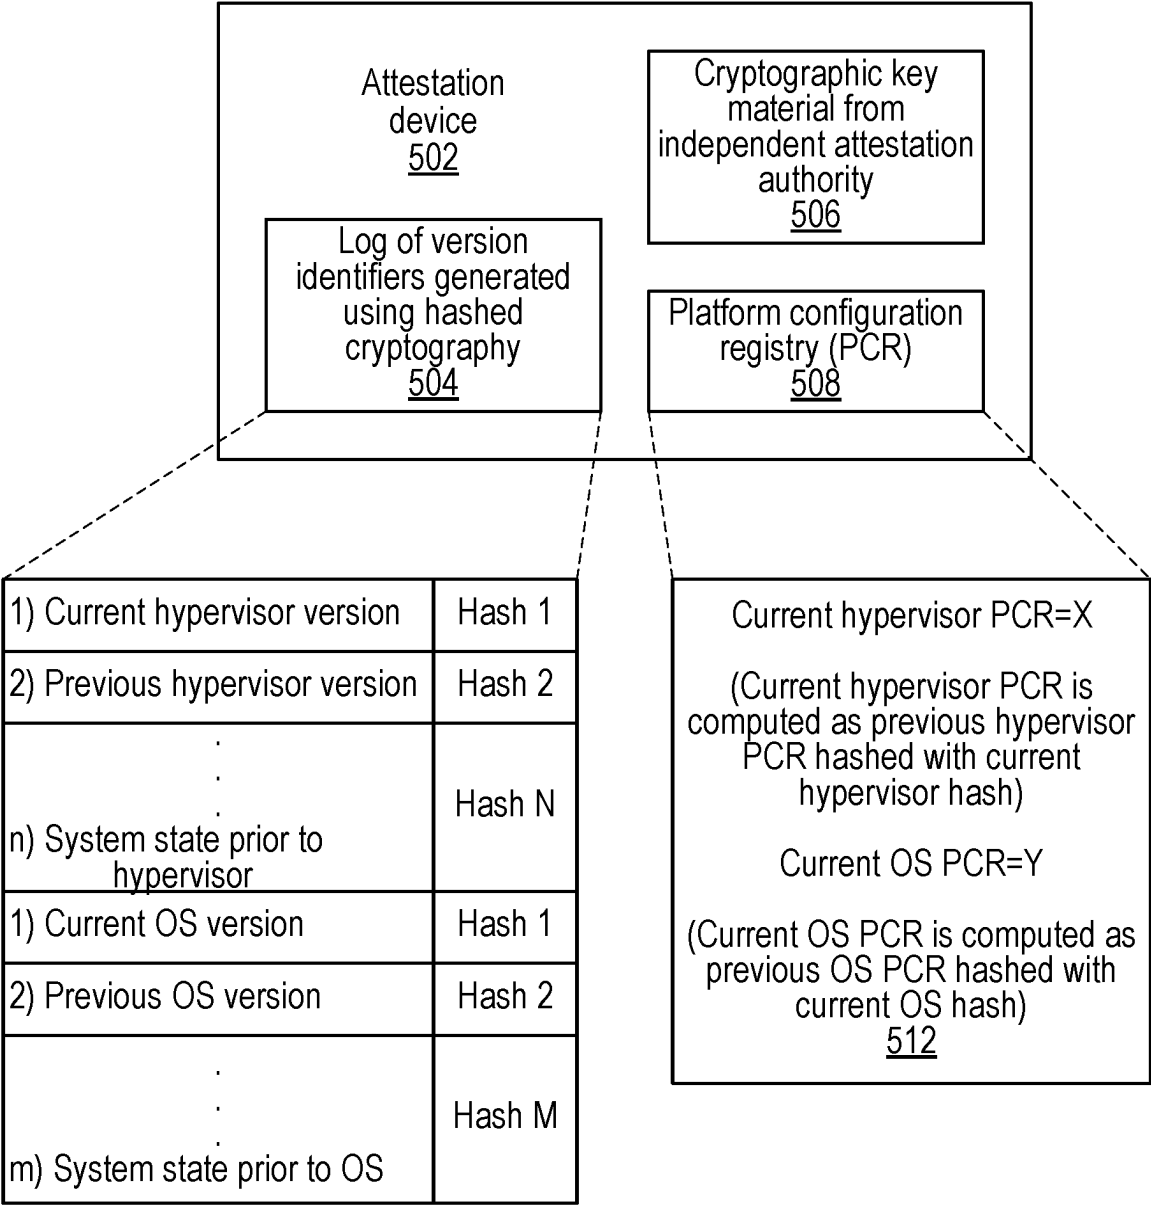 Attestation
device
502
Cryptographic key
material from
independent attestation
authority
506
Log of version
identifiers generated
using hashed
cryptography
504
Platform configuration
registry (PCR)
508
1) Current hypervisor version Hash 1
2) Previous hypervisor version Hash 2
.
.
.
Hash N
n) System state prior to
hypervisor
1) Current OS version Hash 1
2) Previous OS version Hash 2
.
.
.
Hash M
m) System state prior to OS
Current hypervisor PCR=X
(Current hypervisor PCR is
computed as previous hypervisor
PCR hashed with current
hypervisor hash)
Current OS PCR=Y
(Current OS PCR is computed as
previous OS PCR hashed with
current OS hash)
512